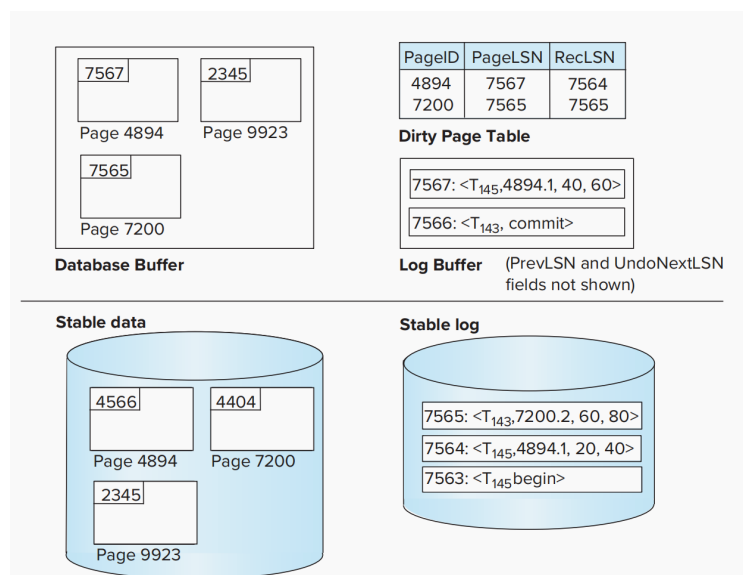 7567
2345
Page 4894
Page 9923
7565
Page 7200
Database Buffer
PageID PageLSN RecLSN
4894 7567 7564
7200 7565 7565
Dirty Page Table
7567: <T145,4894.1, 40, 60>
7566: <T143, commit>
Log Buffer (PrevLSN and UndoNextLSN
fields not shown)
Stable data
4566
4404
Page 4894
Page 7200
2345
Page 9923
Stable log
7565: <T143,7200.2, 60, 80>
7564: <T145,4894.1, 20, 40>
7563: <T145 begin>